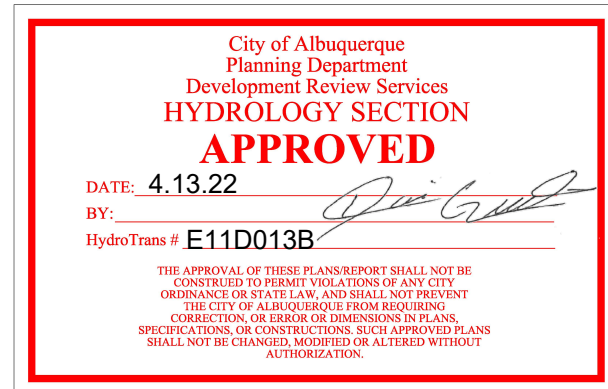 City of Albuquerque
Planning Department
Development Review Services
HYDROLOGY SECTION
APPROVED
DATE: 4.13.22
BY:
HydroTrans # E11D013B
THE APPROVAL OF THESE PLANS/REPORT SHALL NOT BE
CONSTRUED TO PERMIT VIOLATIONS OF ANY CITY
ORDINANCE OR STATE LAW, AND SHALL NOT PREVENT
THE CITY OF ALBUQUERQUE FROM REQUIRING
CORRECTION, OR ERROR OR DIMENSIONS IN PLANS,
SPECIFICATIONS, OR CONSTRUCTIONS. SUCH APPROVED PLANS
SHALL NOT BE CHANGED, MODIFIED OR ALTERED WITHOUT
AUTHORIZATION.